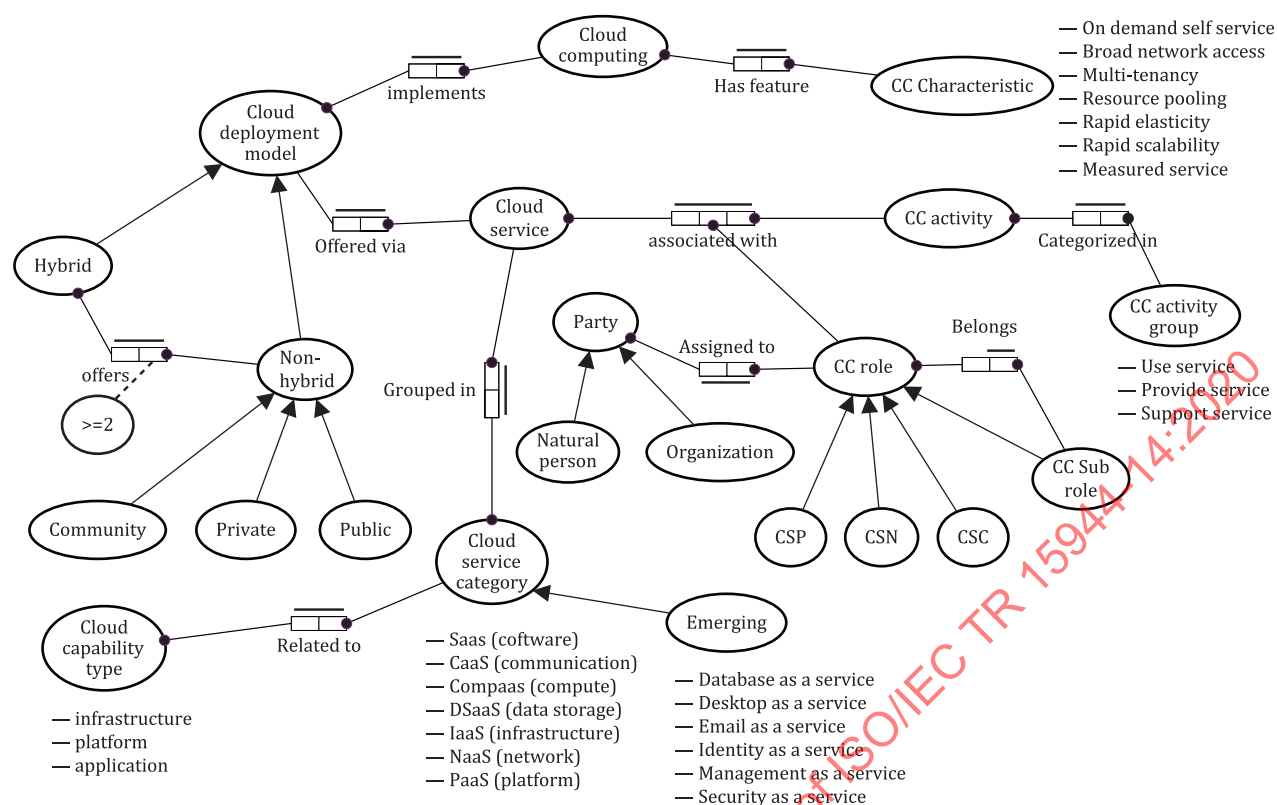 Cloud
computing
— On demand self service
— Broad network access
— Multi-tenancy
— Resource pooling
— Rapid elasticity
— Rapid scalability
— Measured service
implements
Has feature
CC Characteristic
Cloud
deployment
model
Cloud
service
CC activity
Offered via
associated with
Categorized in
Hybrid
CC activity
group
— Use service
— Provide service
— Support service
Party
Belongs
Assigned to
CC role
offers
Non-
hybrid
Grouped in
>=2
Natural
person
Organization
CC Sub
role
Community
Private
Public
CSP
CSN
CSC
Cloud
service
category
Emerging
Cloud
capability
type
Related to
— infrastructure
— platform
— application
— Saas (coftware)
— CaaS (communication)
— Compaas (compute)
— DSaaS (data storage)
— IaaS (infrastructure)
— NaaS (network)
— PaaS (platform)
— Database as a service
— Desktop as a service
— Email as a service
— Identity as a service
— Management as a service
— Security as a service
of ISO/IEC TR 15944-14:2020